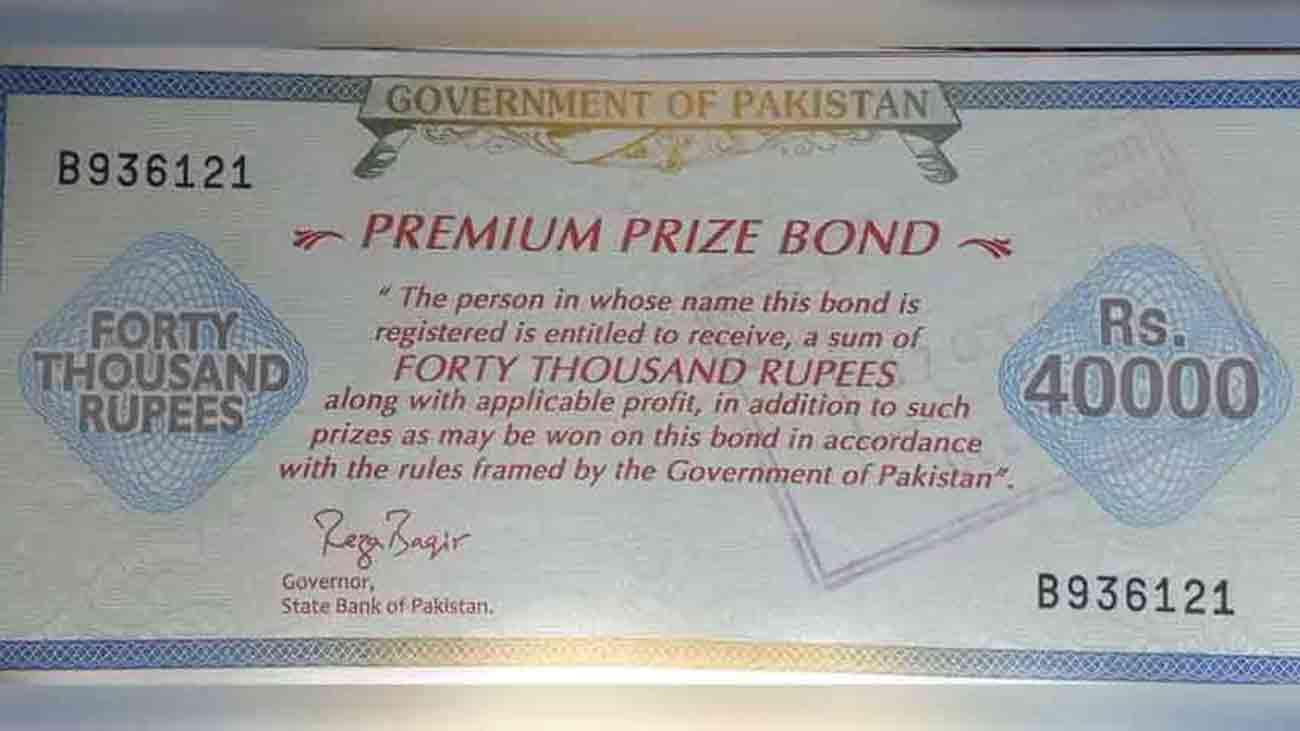 GOVERNMENT OF PAKISTAN
B936121
PREMIUM PRIZE BOND
FORTY
THOUSAND
RUPEES
" The person in whose name this bond is
registered is entitled to receive, a sum of
FORTY THOUSAND RUPEES
along with applicable profit, in addition to such
prizes as may be won on this bond in accordance
with the rules framed by the Government of Pakistan".
Rs.
40000
Reza Baqir
Governor,
State Bank of Pakistan.
B936121